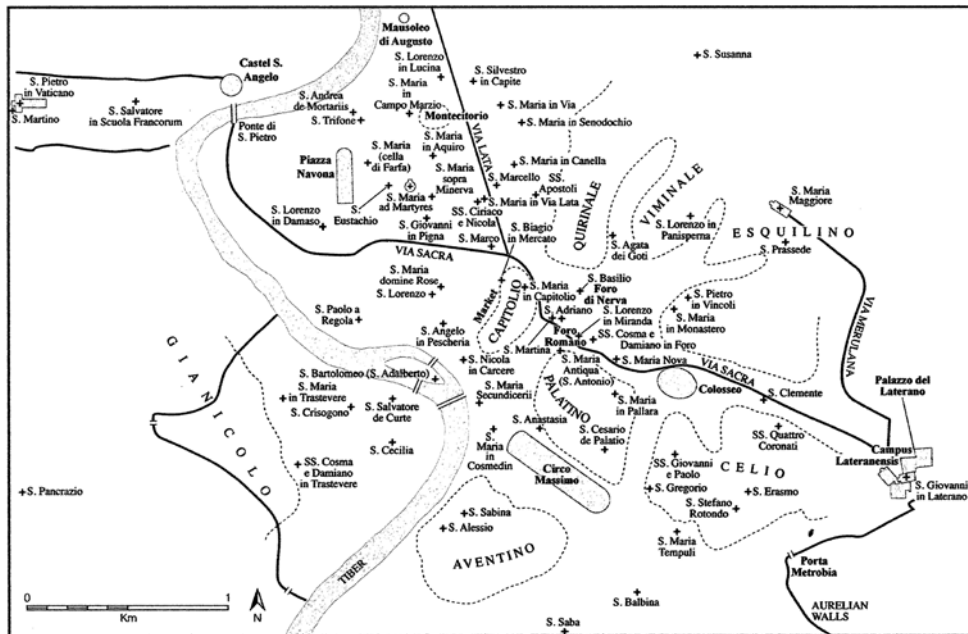 Mausoleo
di Augusto
Castel S.
Angelo
S. Pietro
in Vaticano
S. Martino
S. Salvatore
in Scuola Francorum
Ponte di
S. Pietro
S. Lorenzo
in Lucina
S. Silvestro
in Capite
S. Susanna
S. Maria
in
Campo Marzio
S. Andrea
de Mortariis
S. Trifone
Montecitorio
S. Maria in Via
S. Maria in Senodochio
VIA LATA
S. Maria
in Aquiro
S. Maria
(cella
di Farfa)
Piazza
Navona
S. Maria in Canella
S. Marcello
SS.
Apostoli
S. Maria
sopra
Minerva
S. Maria in Via Lata
S.
Eustachio
S. Maria
ad Martyres
SS. Ciriaco
e Nicola
S. Lorenzo
in Damaso
S. Giovanni
in Pigna
S. Marco
S. Biagio
in Mercato
QUIRINALE
VIMINALE
S. Maria
Maggiore
S. Lorenzo in
Panisperna
ESQUILINO
S. Agata
dei Goti
S. Prassede
VIA SACRA
S. Maria
domine Rose
S. Lorenzo
Market
CAPITOLIO
S. Maria
in Capitolio
S. Basilio
Foro
di Nerva
S. Pietro
in Vincoli
S. Maria in
Monastero
S. Adriano
S. Lorenzo
in Miranda
Foro
Romano
SS. Cosma e
Damiano in Foro
S. Paolo a
Regola
S. Angelo
in Pescheria
S. Martina
S. Maria
Antiqua
(S. Antonio)
S. Maria Nova
VIA SACRA
VIA MERULANA
S. Nicola
in Carcere
Colosseo
S. Clemente
Palazzo del
Laterano
GIANICOLO
S. Bartolomeo (S. Adalberto)
S. Maria
in Trastevere
S. Crisogono
S. Salvatore
de Curte
S. Maria
Secundicerii
PALATINO
S. Maria
in Pallara
S. Anastasia
S. Cesario
de Palatio
S. Cecilia
S.
Maria
in
Cosmedin
Circo
Massimo
SS. Quattro
Coronati
Campus
Lateranensis
SS. Cosma
e Damiano
in Trastevere
SS. Giovanni
e Paolo
CELIO
S. Gregorio
S. Erasmo
S. Giovanni
in Laterano
S. Pancrazio
S. Stefano
Rotondo
S. Sabina
S. Alessio
AVENTINO
S. Maria
Tempuli
Porta
Metrobia
TIBER
S. Balbina
AURELIAN
WALLS
S. Saba
0
1
Km
N